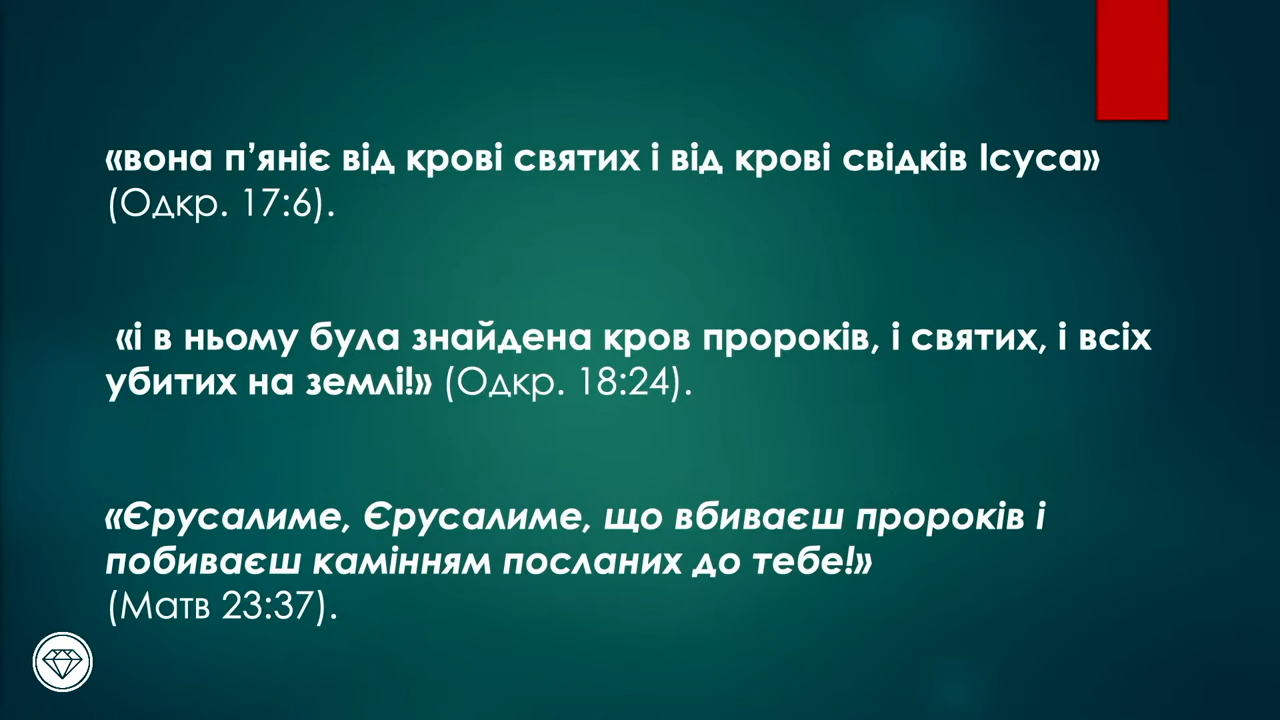 «вона п’яніє від крові святих і від крові свідків Ісуса»
(Одкр. 17:6).
«і в ньому була знайдена кров пророків, і святих, і всіх
убитих на землі!» (Одкр. 18:24).
«Єрусалиме, Єрусалиме, що вбиваєш пророків і
побиваєш камінням посланих до тебе!»
(Матв 23:37).